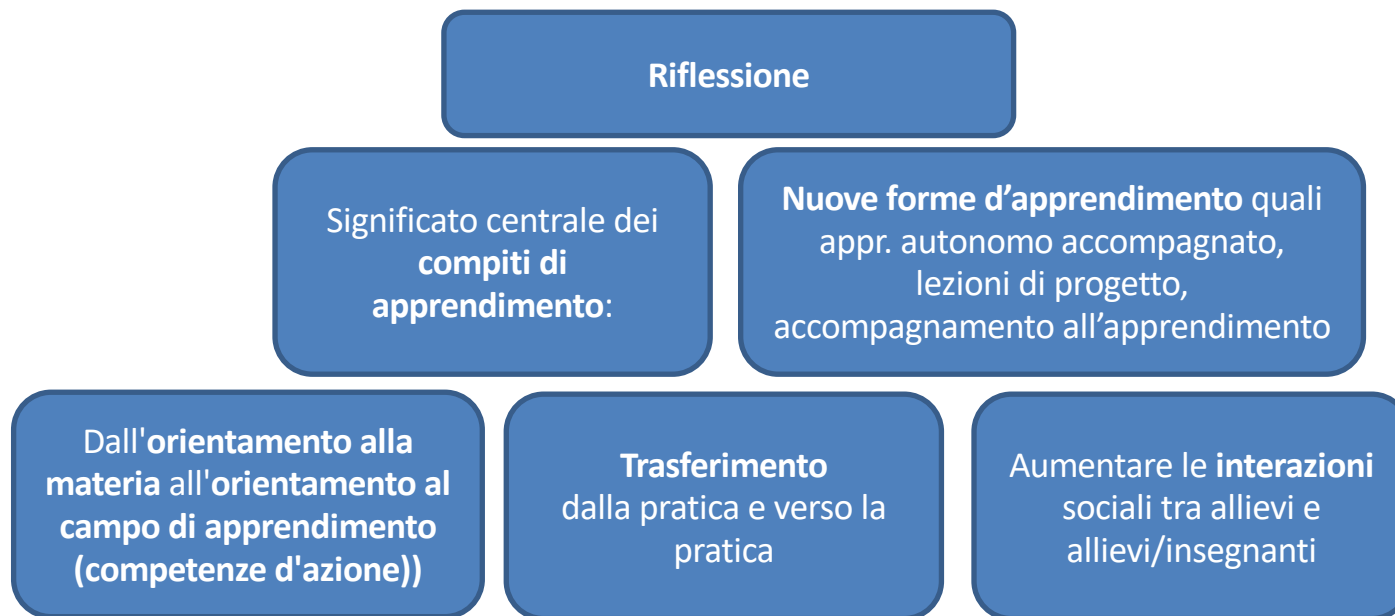 Riflessione
Significato centrale dei
compiti di
apprendimento:
Nuove forme d’apprendimento quali
appr. autonomo accompagnato,
lezioni di progetto,
accompagnamento all’apprendimento
Dall'orientamento alla
materia all'orientamento al
campo di apprendimento
(competenze d'azione))
Trasferimento
dalla pratica e verso la
pratica
Aumentare le interazioni
sociali tra allievi e
allievi/insegnanti